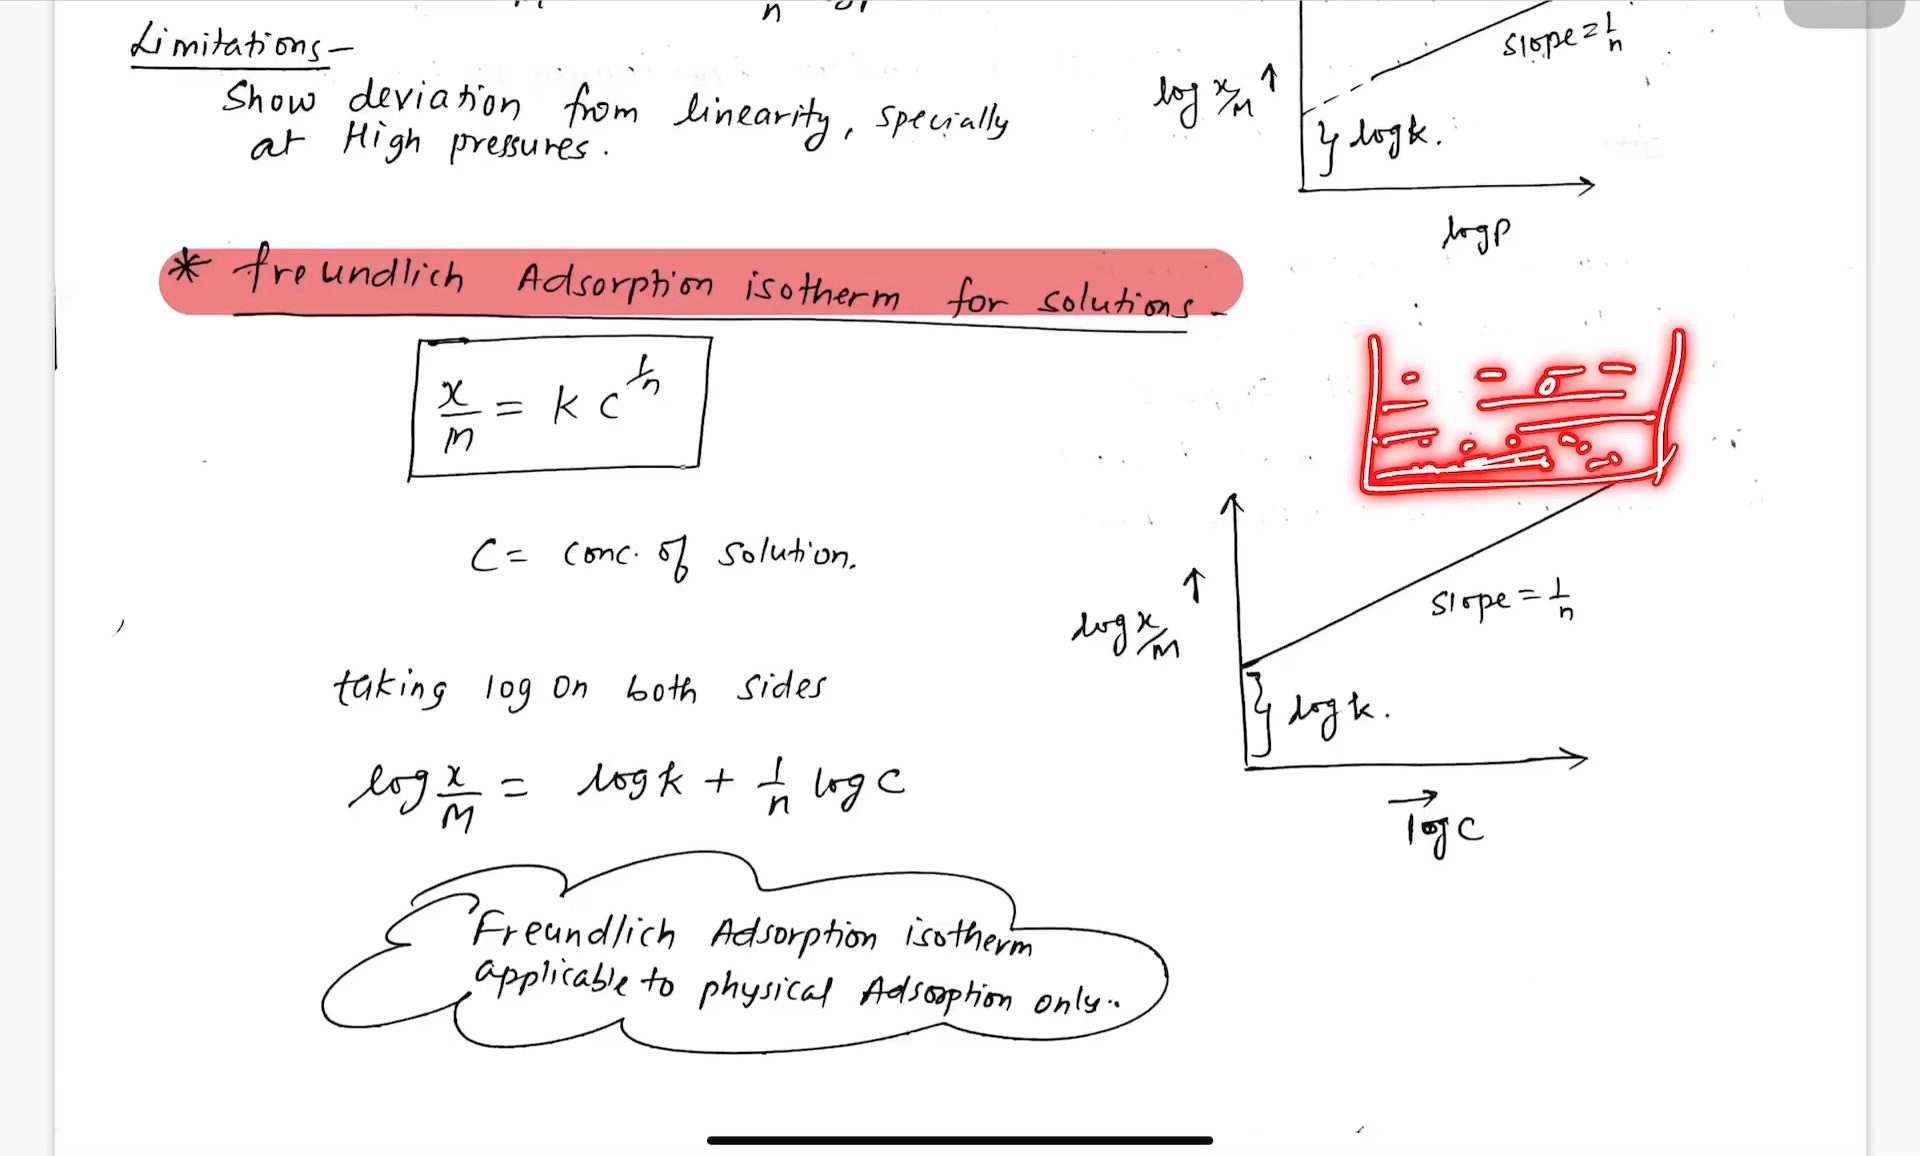 Limitations-
Show deviation from linearity, specially
at High pressures.
slope = 1/n
log x/m ↑
} log k.
log P
* freundlich Adsorption isotherm for solutions-
x/m = k c^1/n
C = conc. of solution.
taking log on both sides
log x/M = log k + 1/n log C
↑
log x/m
slope = 1/n
} log k.
→
log C
Freundlich Adsorption isotherm
applicable to physical Adsorption only..